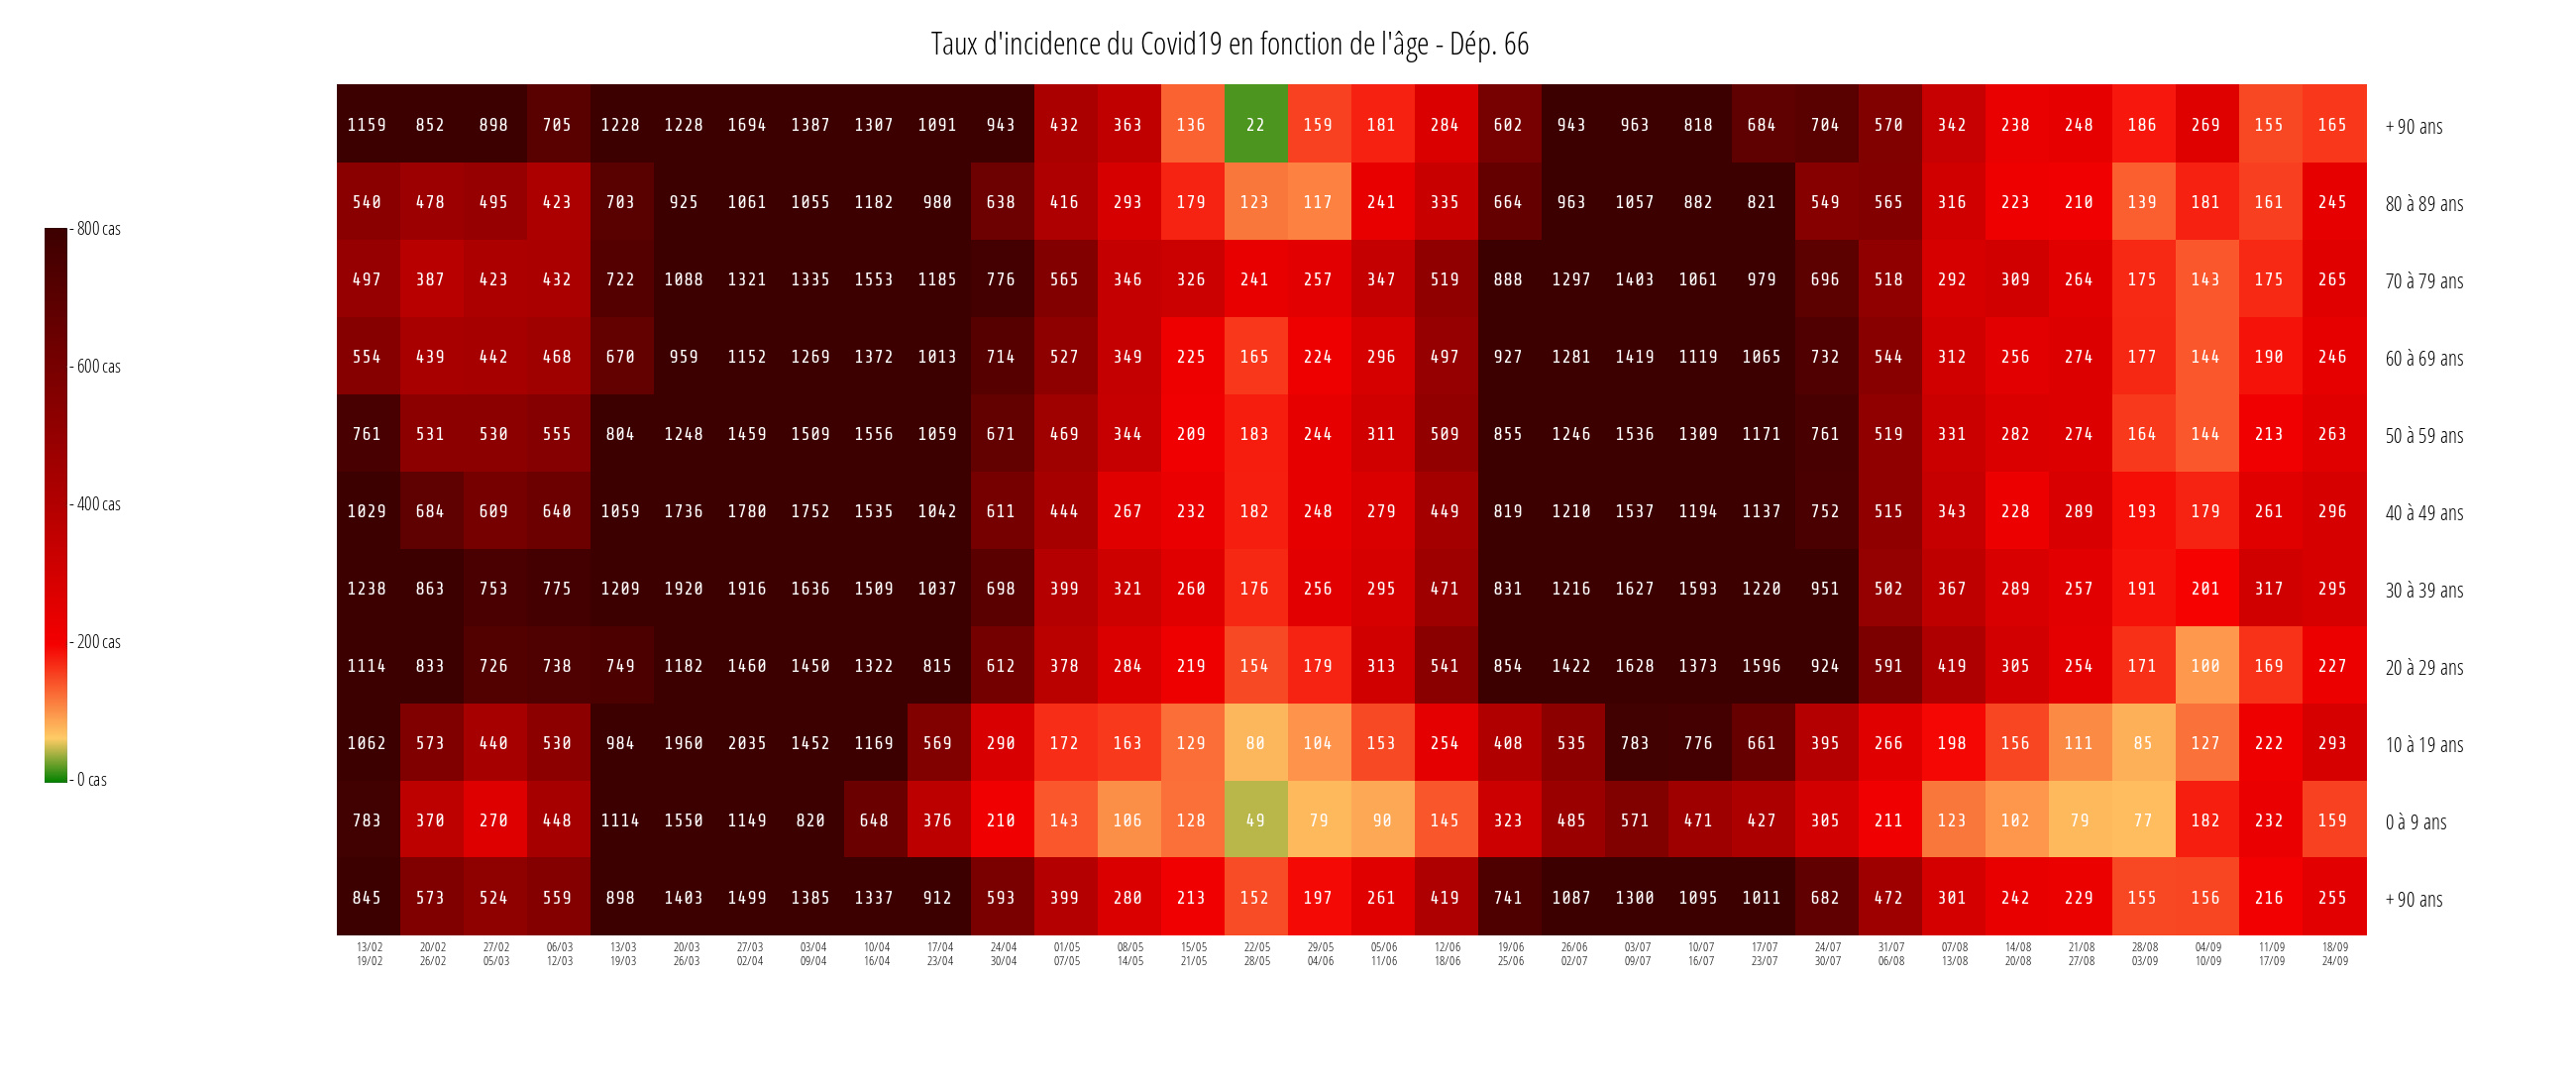 Taux d'incidence du Covid19 en fonction de l'âge - Dép. 66
- 800 cas
- 600 cas
- 400 cas
- 200 cas
- 0 cas
1159 852 898 705 1228 1228 1694 1387 1307 1091 943 432 363 136 22 159 181 284 602 943 963 818 684 704 570 342 238 248 186 269 155 165 + 90 ans
540 478 495 423 703 925 1061 1055 1182 980 638 416 293 179 123 117 241 335 664 963 1057 882 821 549 565 316 223 210 139 181 161 245 80 à 89 ans
497 387 423 432 722 1088 1321 1335 1553 1185 776 565 346 326 241 257 347 519 888 1297 1403 1061 979 696 518 292 309 264 175 143 175 265 70 à 79 ans
554 439 442 468 670 959 1152 1269 1372 1013 714 527 349 225 165 224 296 497 927 1281 1419 1119 1065 732 544 312 256 274 177 144 190 246 60 à 69 ans
761 531 530 555 804 1248 1459 1509 1556 1059 671 469 344 209 183 244 311 509 855 1246 1536 1309 1171 761 519 331 282 274 164 144 213 263 50 à 59 ans
1029 684 609 640 1059 1736 1780 1752 1535 1042 611 444 267 232 182 248 279 449 819 1210 1537 1194 1137 752 515 343 228 289 193 179 261 296 40 à 49 ans
1238 863 753 775 1209 1920 1916 1636 1509 1037 698 399 321 260 176 256 295 471 831 1216 1627 1593 1220 951 502 367 289 257 191 201 317 295 30 à 39 ans
1114 833 726 738 749 1182 1460 1450 1322 815 612 378 284 219 154 179 313 541 854 1422 1628 1373 1596 924 591 419 305 254 171 100 169 227 20 à 29 ans
1062 573 440 530 984 1960 2035 1452 1169 569 290 172 163 129 80 104 153 254 408 535 783 776 661 395 266 198 156 111 85 127 222 293 10 à 19 ans
783 370 270 448 1114 1550 1149 820 648 376 210 143 106 128 49 79 90 145 323 485 571 471 427 305 211 123 102 79 77 182 232 159 0 à 9 ans
845 573 524 559 898 1403 1499 1385 1337 912 593 399 280 213 152 197 261 419 741 1087 1300 1095 1011 682 472 301 242 229 155 156 216 255 + 90 ans
13/02 20/02 27/02 06/03 13/03 20/03 27/03 03/04 10/04 17/04 24/04 01/05 08/05 15/05 22/05 29/05 05/06 12/06 19/06 26/06 03/07 10/07 17/07 24/07 31/07 07/08 14/08 21/08 28/08 04/09 11/09 18/09
19/02 26/02 05/03 12/03 19/03 26/03 02/04 09/04 16/04 23/04 30/04 07/05 14/05 21/05 28/05 04/06 11/06 18/06 25/06 02/07 09/07 16/07 23/07 30/07 06/08 13/08 20/08 27/08 03/09 10/09 17/09 24/09